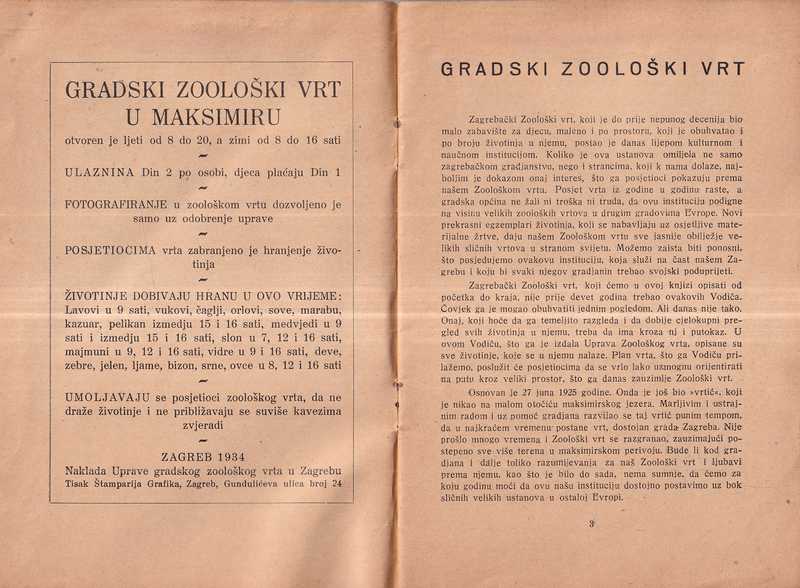 GRADSKI ZOOLOŠKI VRT
U MAKSIMIRU
otvoren je ljeti od 8 do 20, a zimi od 8 do 16 sati
ULAZNINA Din 2 po osobi, djeca plaćaju Din 1
FOTOGRAFIRANJE u zoološkom vrtu dozvoljeno je
samo uz odobrenje uprave
POSJETIOCIMA vrta zabranjeno je hranjenje živo-
tinja
ŽIVOTINJE DOBIVAJU HRANU U OVO VRIJEME:
Lavovi u 9 sati, vukovi, čaglji, orlovi, sove, marabu,
kazuar, pelikan izmedju 15 i 16 sati, medvjedi u 9
sati i izmedju 15 i 16 sati, slon u 7, 12 i 16 sati,
majmuni u 9, 12 i 16 sati, vidre u 9 i 16 sati, deve,
zebre, jelen, ljame, bizon, srne, ovce u 8, 12 i 16 sati
UMOLJAVAJU se posjetioci zoološkog vrta, da ne
draže životinje i ne približavaju se suviše kavezima
zvjeradi
ZAGREB 1934
Naklada Uprave gradskog zoološkog vrta u Zagrebu
Tisak Štamparija Grafika, Zagreb, Gundulićeva ulica broj 24
GRADSKI ZOOLOŠKI VRT
Zagrebački Zoološki vrt, koji je do prije nepunog decenija bio
malo zabavište za djecu, maleno i po prostoru, koji je obuhvatao i
po broju životinja u njemu, postao je danas lijepom kulturnom i
naučnom institucijom. Koliko je ova ustanova omiljela ne samo
zagrebačkom gradjanstvu, nego i strancima, koji k nama dolaze, naj-
boljim je dokazom onaj interes, što ga posjetioci pokazuju prema
našem Zoološkom vrtu. Posjet vrta iz godine u godinu raste, a
gradska općina ne žali ni troška ni truda, da ovu instituciju podigne
na visinu velikih zooloških vrtova u drugim gradovima Evrope. Novi
prekrasni egzemplari životinja, koji se nabavljaju uz osjetljive mate-
rijalne žrtve, daju našem Zoološkom vrtu sve jasnije obilježje ve-
likih sličnih vrtova u stranom svijetu. Možemo zaista biti ponosni,
što posjedujemo ovakovu instituciju, koja služi na čast našem Za-
grebu i koju bi svaki njegov gradjanin trebao svojski poduprijeti.
Zagrebački Zoološki vrt, koji ćemo u ovoj knjizi opisati od
početka do kraja, nije prije devet godina trebao ovakovih Vodiča.
Čovjek ga je mogao obuhvatiti jednim pogledom. Ali danas nije tako.
Onaj, koji hoće da ga temeljito razgleda i da dobije cjelokupni pre-
gled svih životinja u njemu, treba da ima kroza nj i putokaz. U
ovom Vodiču, što ga je izdala Uprava Zoološkog vrta, opisane su
sve životinje, koje se u njemu nalaze. Plan vrta, što ga Vodiču pri-
lažemo, poslužit će posjetiocima da se vrlo lako uzmognu orijentirati
na putu kroz veliki prostor, što ga danas zauzimlje Zoološki vrt.
Osnovan je 27 juna 1925 godine. Onda je još bio »vrtić«, koji
je nikao na malom otočiću maksimirskog jezera. Marljivim i ustraj-
nim radom i uz pomoć gradjana razvilao se taj vrtić punim tempom,
da u najkraćem vremenu postane vrt, dostojan grada Zagreba. Nije
prošlo mnogo vremena i Zoološki vrt se razgranao, zauzimajući po-
stepeno sve više terena u maksimirskom perivoju. Bude li kod gra-
djana i dalje toliko razumijevanja za naš Zoološki vrt i ljubavi
prema njemu, kao što je bilo do sada, nema sumnje, da ćemo za
koju godinu moći da ovu našu instituciju dostojno postavimo uz bok
sličnih velikih ustanova u ostaloj Evropi.
3